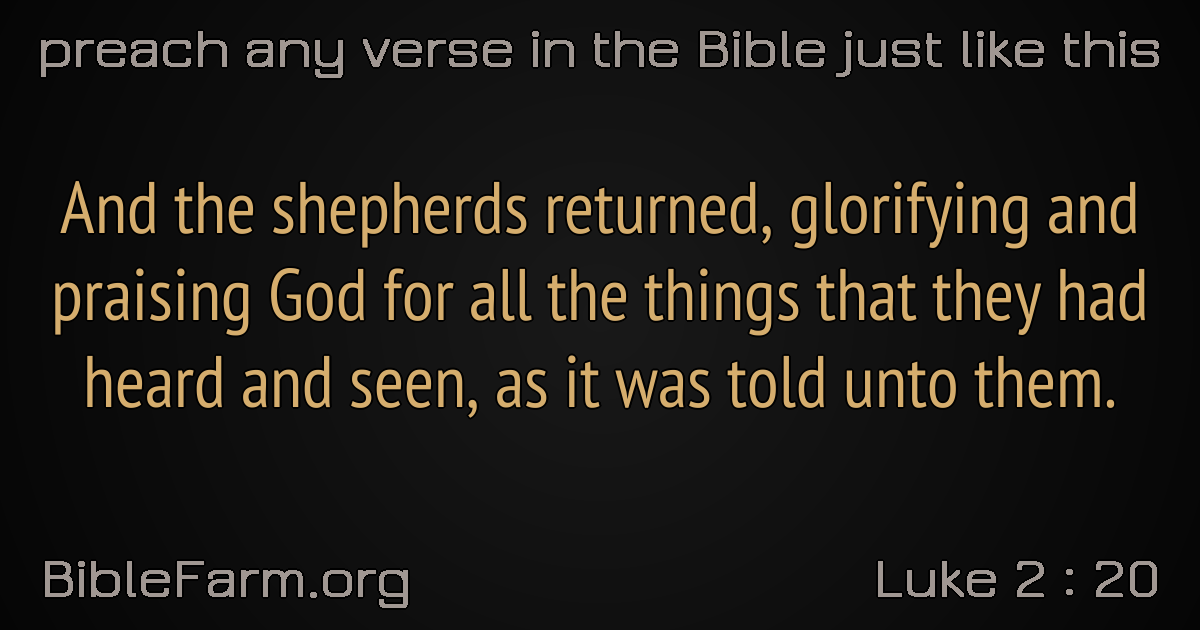 preach any verse in the Bible just like this
And the shepherds returned, glorifying and
praising God for all the things that they had
heard and seen, as it was told unto them.
BibleFarm.org
Luke 2 : 20